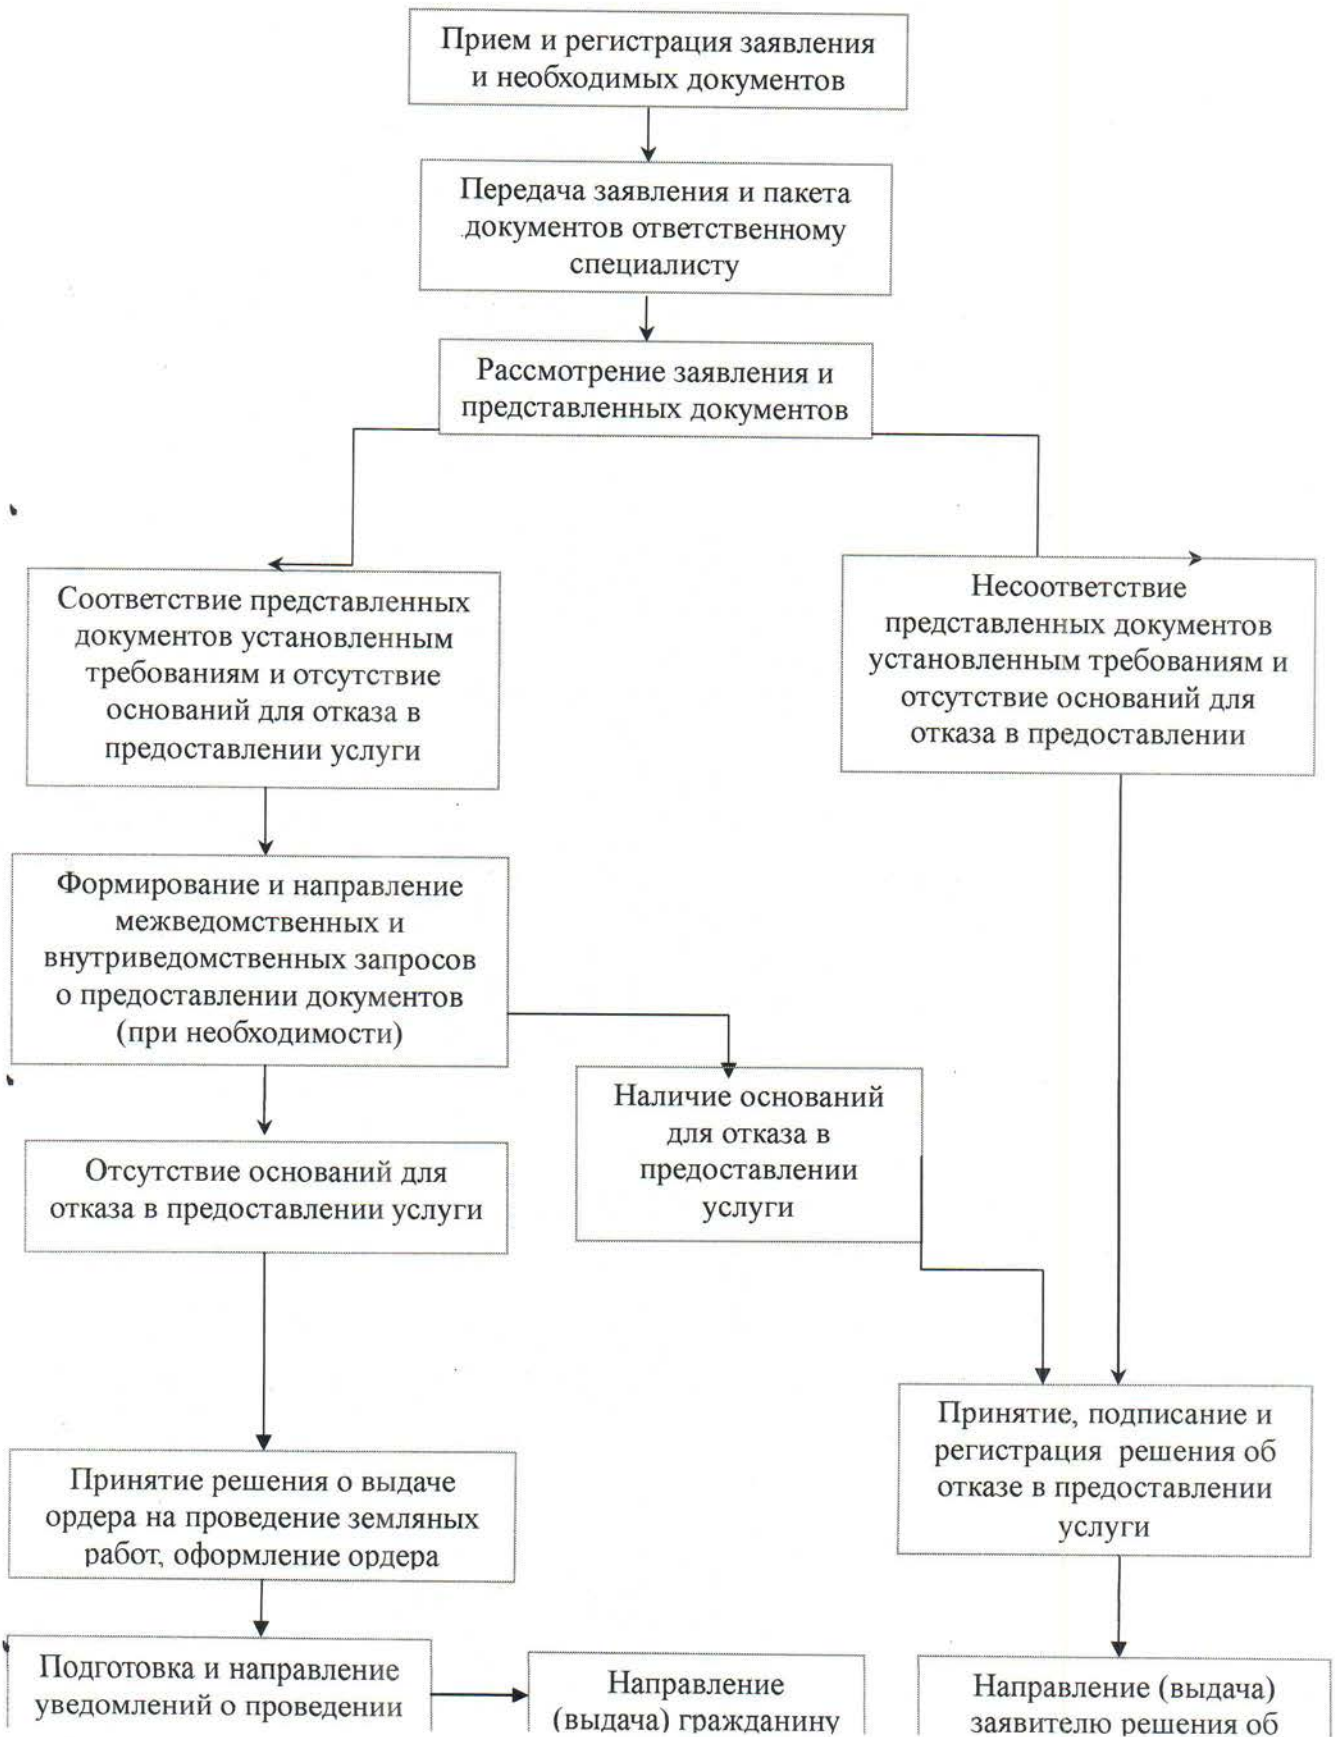 Прием и регистрация заявления
и необходимых документов
Передача заявления и пакета
документов ответственному
специалисту
Рассмотрение заявления и
представленных документов
Соответствие представленных
документов установленным
требованиям и отсутствие
оснований для отказа в
предоставлении услуги
Несоответствие
представленных документов
установленным требованиям и
отсутствие оснований для
отказа в предоставлении
Формирование и направление
межведомственных и
внутриведомственных запросов
о предоставлении документов
(при необходимости)
Наличие оснований
для отказа в
предоставлении
услуги
Отсутствие оснований для
отказа в предоставлении услуги
Принятие, подписание и
регистрация решения об
отказе в предоставлении
услуги
Принятие решения о выдаче
ордера на проведение земляных
работ, оформление ордера
Подготовка и направление
уведомлений о проведении
Направление
(выдача) гражданину
Направление (выдача)
заявителю решения об